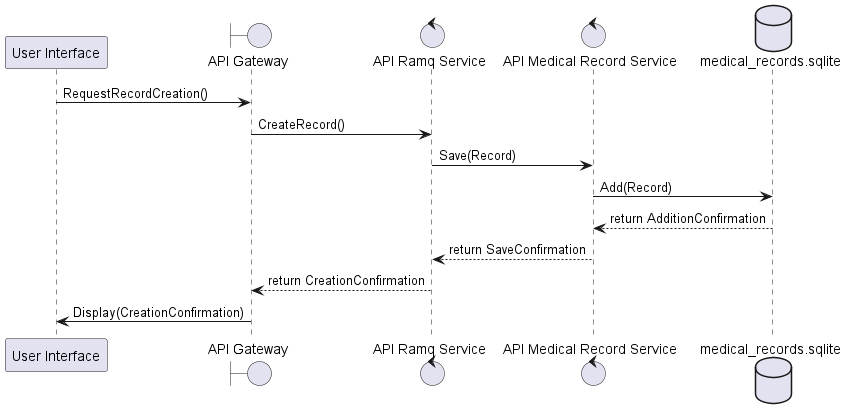 User Interface
API Gateway
API Ramq Service
API Medical Record Service
medical_records.sqlite
RequestRecordCreation()
CreateRecord()
Save(Record)
Add(Record)
return AdditionConfirmation
return SaveConfirmation
return CreationConfirmation
Display(CreationConfirmation)
User Interface
API Gateway
API Ramq Service
API Medical Record Service
medical_records.sqlite